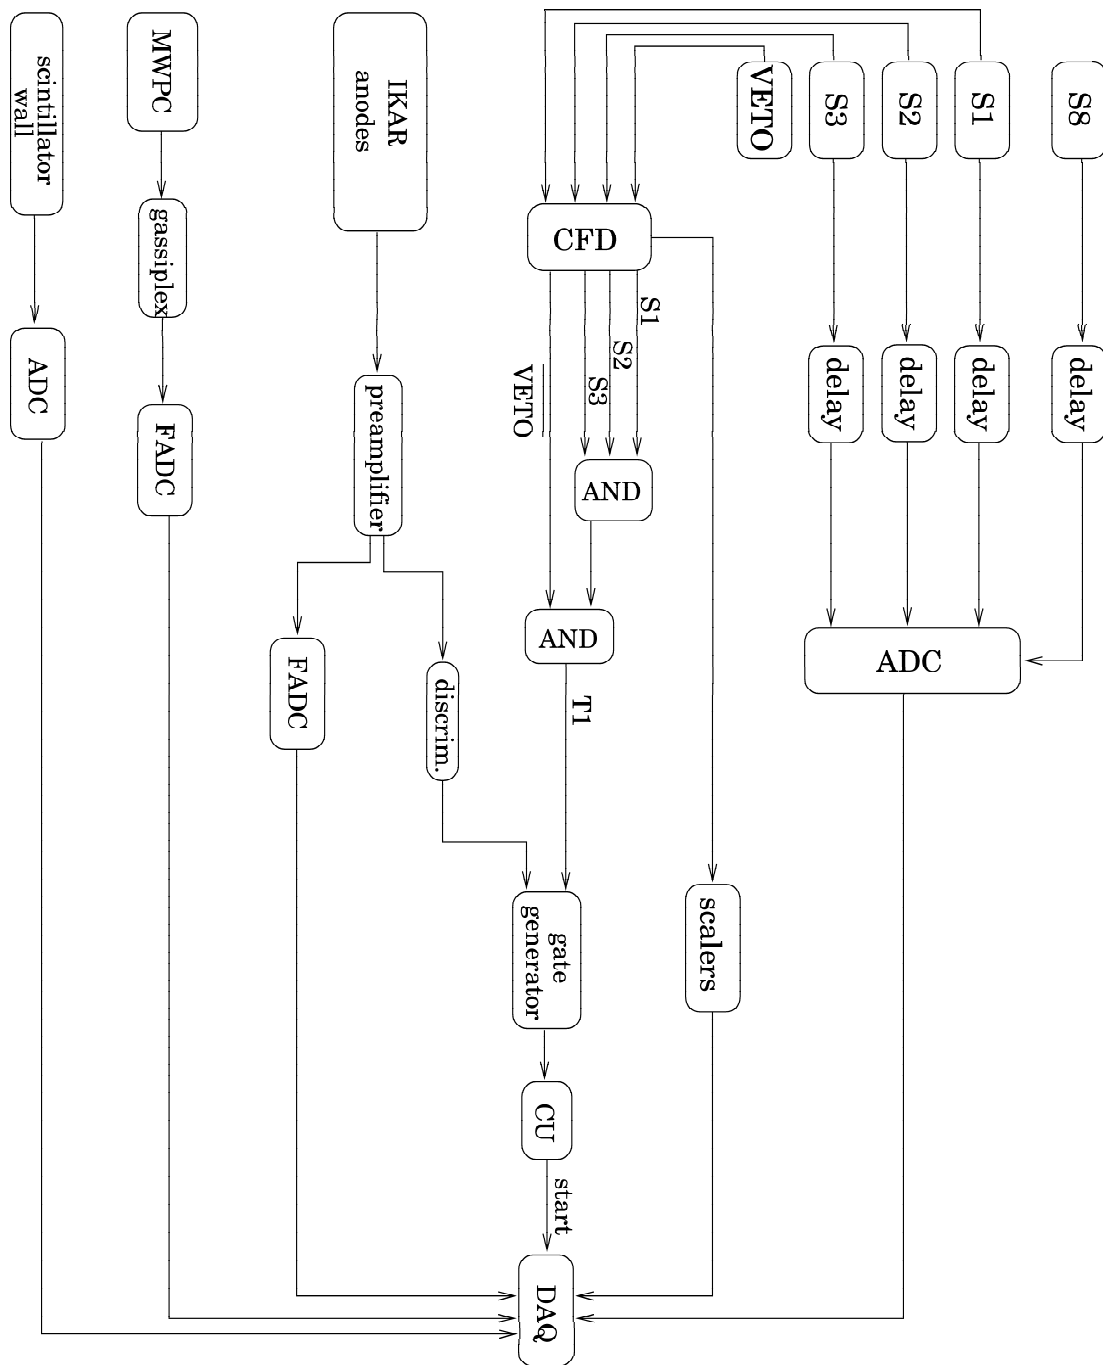 scintillator
wall
MWPC
IKAR
anodes
VETO
S3
S2
S1
S8
gassiplex
CFD
ADC
FADC
preamplifier
VETO
S3
S2
S1
delay
delay
delay
delay
AND
AND
ADC
FADC
discrim.
T1
gate
generator
scalers
CU
start
DAQ